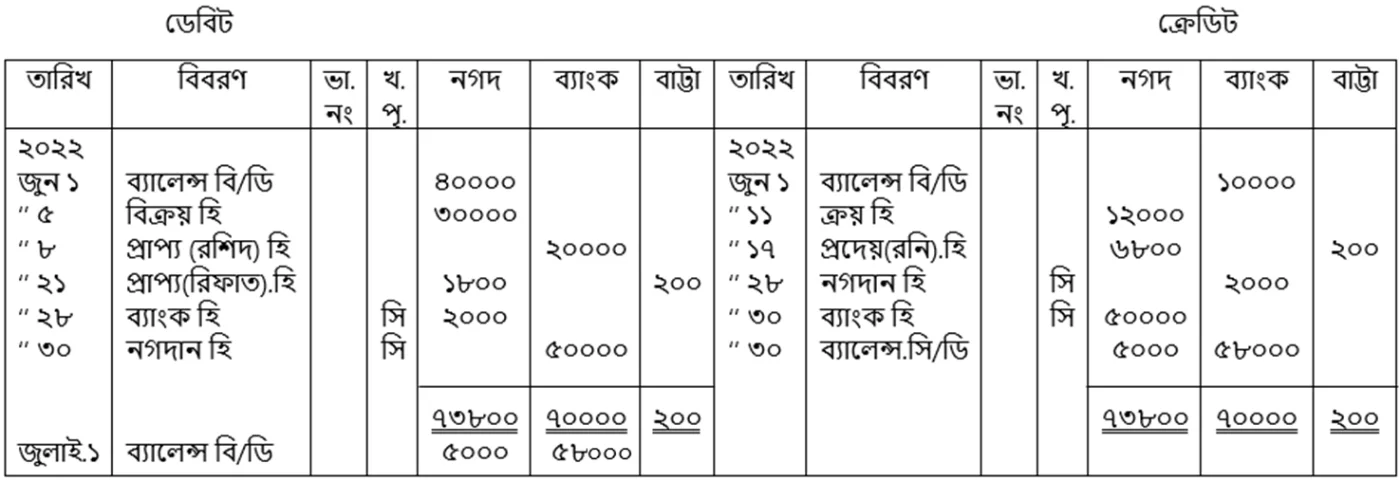 ডেবিট ক্রেডিট
তারিখ বিবরণ ভা. নং খ. পৃ. নগদ ব্যাংক বাট্টা তারিখ বিবরণ ভা. নং খ. পৃ. নগদ ব্যাংক বাট্টা
২০২২ ২০২২
জুন ১ ব্যালেন্স বি/ডি ৪০০০০ জুন ১ ব্যালেন্স বি/ডি ১০০০০
" ৫ বিক্রয় হি ৩০০০০ " ১১ ক্রয় হি ১২০০০
" ৮ প্রাপ্য (রশিদ) হি ২০০০০ " ১৭ প্রদেয়(রনি).হি ৬৮০০ ২০০
" ২১ প্রাপ্য(রিফাত).হি ১৮০০ ২০০ " ২৮ নগদান হি সি ২০০০
" ২৮ ব্যাংক হি সি ২০০০ " ৩০ ব্যাংক হি সি ৫০০০০
" ৩০ নগদান হি সি ৫০০০০ " ৩০ ব্যালেন্স.সি/ডি ৫০০০ ৫৮০০০
৭৩৮০০ ৭০০০০ ২০০ ৭৩৮০০ ৭০০০০ ২০০
জুলাই.১ ব্যালেন্স বি/ডি ৫০০০ ৫৮০০০